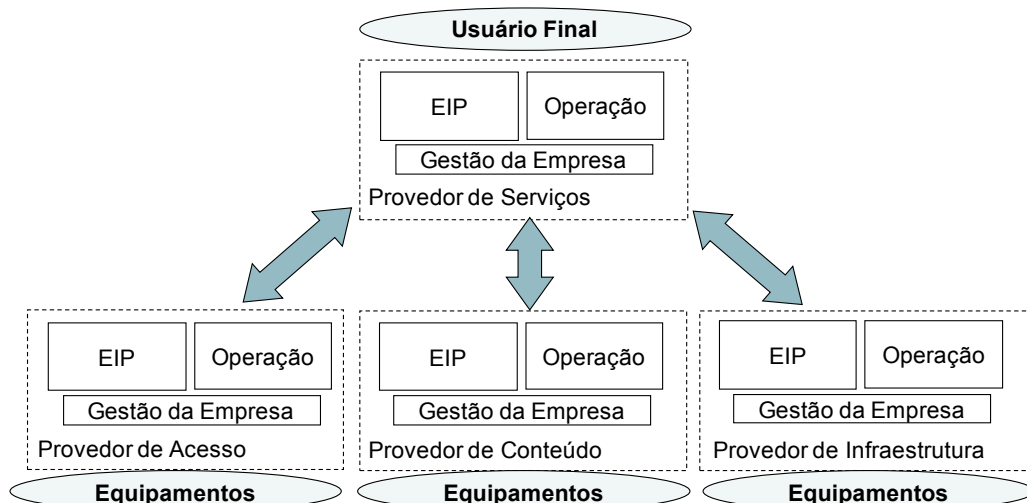 Usuário Final
EIP
Operação
Gestão da Empresa
Provedor de Serviços
EIP
Operação
Gestão da Empresa
Provedor de Acesso
Equipamentos
EIP
Operação
Gestão da Empresa
Provedor de Conteúdo
Equipamentos
EIP
Operação
Gestão da Empresa
Provedor de Infraestrutura
Equipamentos